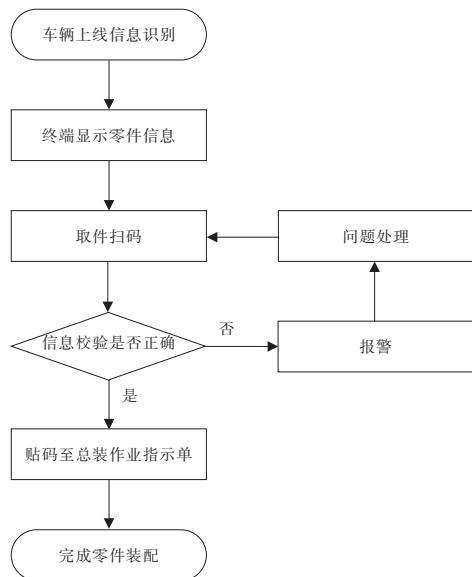 车辆上线信息识别
终端显示零件信息
取件扫码
问题处理
信息校验是否正确
否
报警
是
贴码至总装作业指示单
完成零件装配